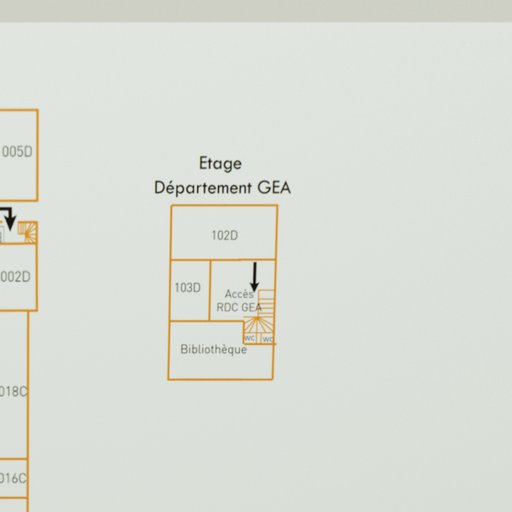 Etage
Département GEA
005D
102D
002D
103D
Accès
RDC GEA
WC WC
Bibliothèque
018C
016C